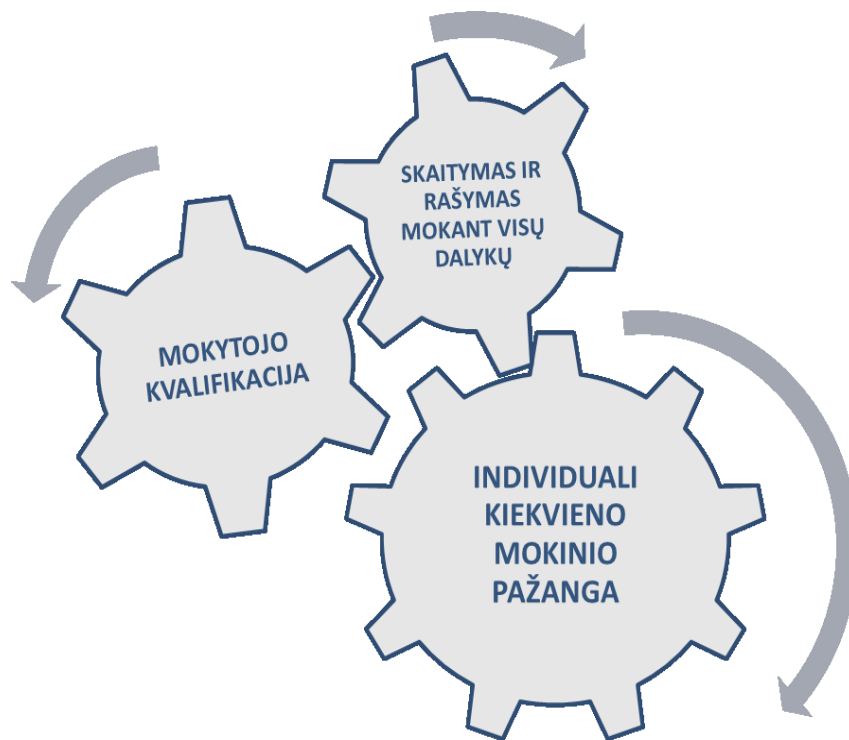 SKAITYMAS IR
RAŠYMAS
MOKANT VISŲ
DALYKŲ
MOKYTOJO
KVALIFIKACIJA
INDIVIDUALI
KIEKVIENO
MOKINIO
PAŽANGA